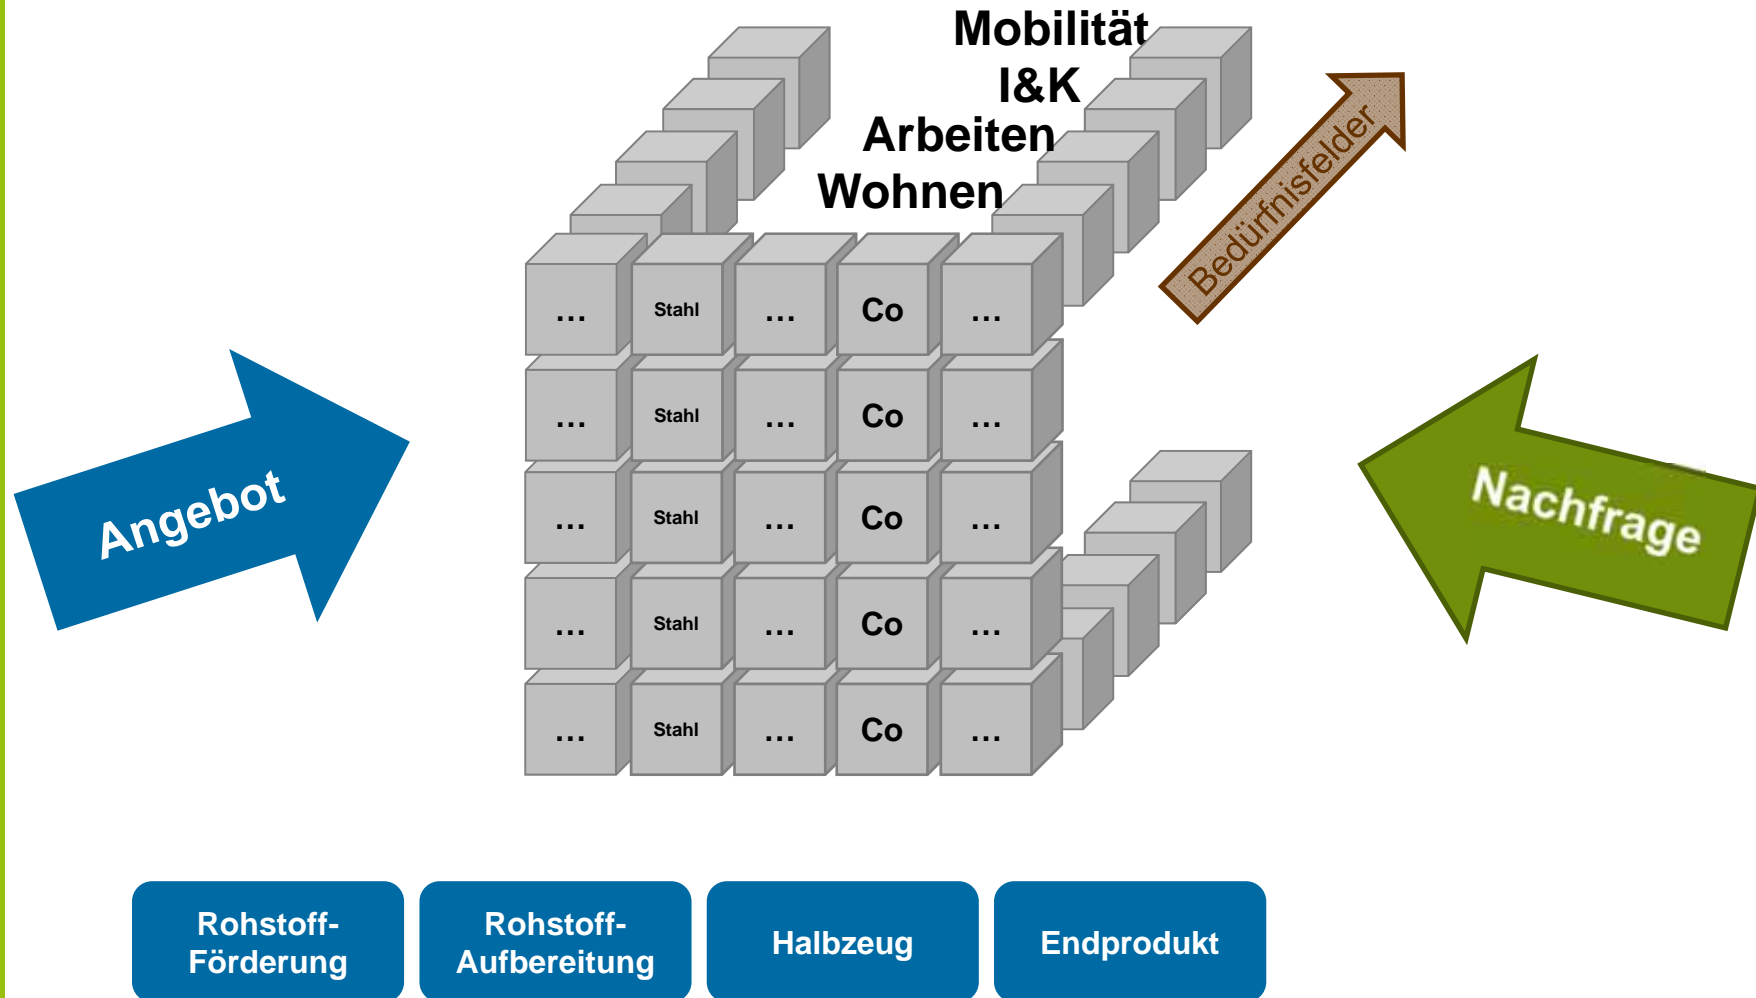 Mobilität
I&K
Arbeiten
Wohnen
Bedürfnisfelder
... Stahl ... Co ...
... Stahl ... Co ...
... Stahl ... Co ...
... Stahl ... Co ...
... Stahl ... Co ...
Angebot
Nachfrage
Rohstoff-
Förderung
Rohstoff-
Aufbereitung
Halbzeug
Endprodukt